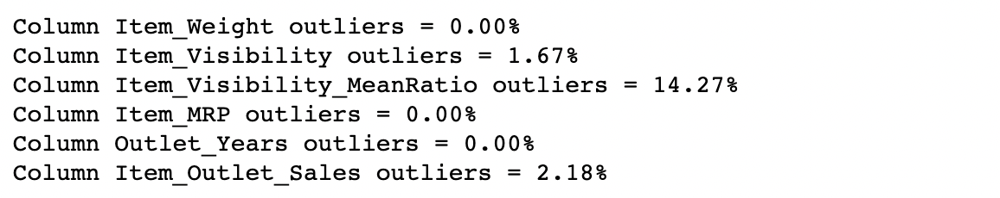 Column Item_Weight outliers = 0.00%
Column Item_Visibility outliers = 1.67%
Column Item_Visibility_MeanRatio outliers = 14.27%
Column Item_MRP outliers = 0.00%
Column Outlet_Years outliers = 0.00%
Column Item_Outlet_Sales outliers = 2.18%